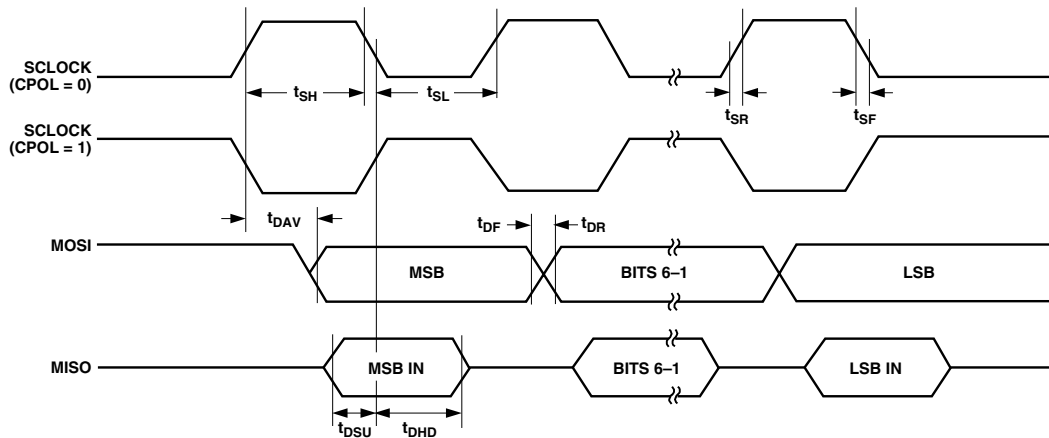 SCLOCK
(CPOL = 0)
tSH
tSL
tSR
tSF
SCLOCK
(CPOL = 1)
tDAV
tDF
tDR
MOSI
MSB
BITS 6–1
LSB
MISO
MSB IN
BITS 6–1
LSB IN
tDSU
tDHD